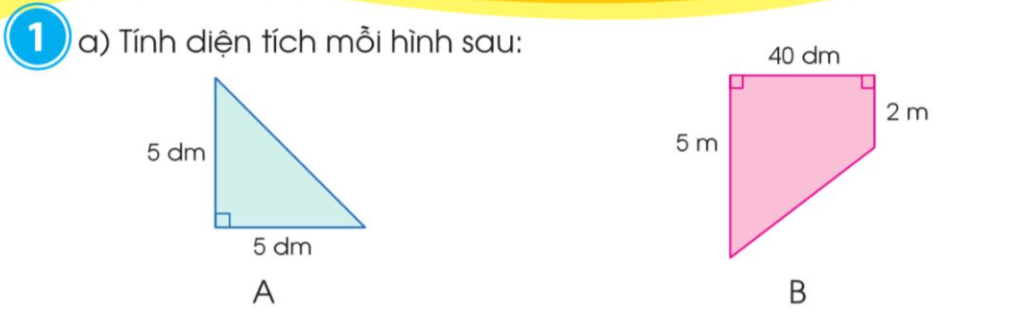 1 a) Tính diện tích mỗi hình sau:
40 dm
5 dm
5 m
2 m
5 dm
A
B